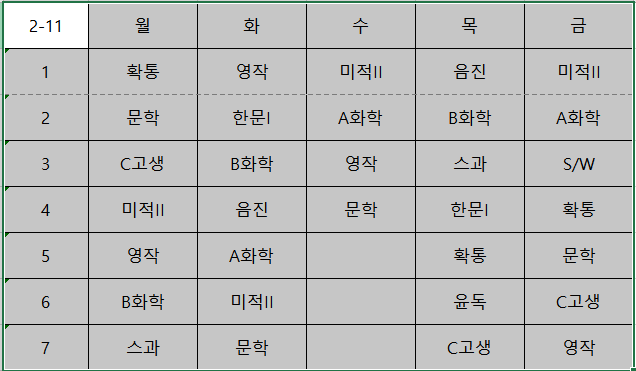 2-11 월 화 수 목 금
1 확통 영작 미적II 음진 미적II
2 문학 한문I A화학 B화학 A화학
3 C고생 B화학 영작 스과 S/W
4 미적II 음진 문학 한문I 확통
5 영작 A화학 확통 문학
6 B화학 미적II 윤독 C고생
7 스과 문학 C고생 영작